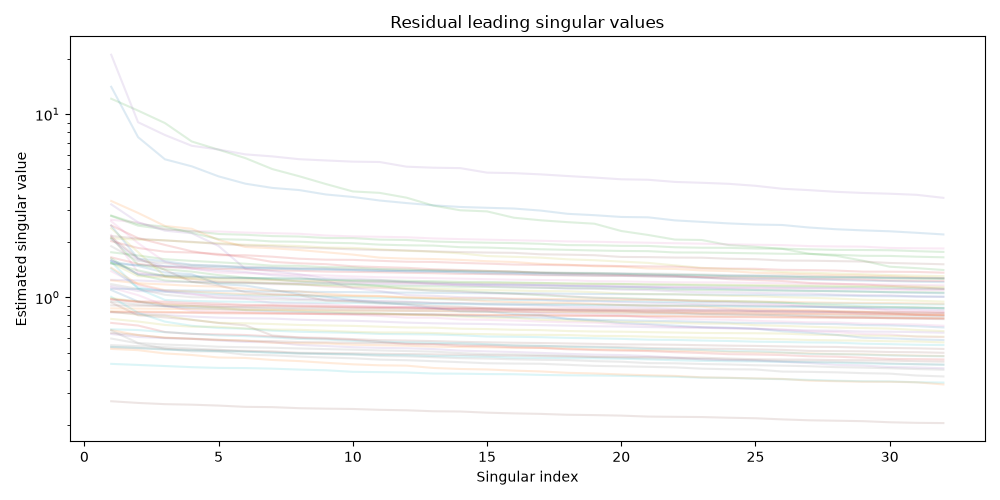 Residual leading singular values
Estimated singular value
10¹
10⁰
0 5 10 15 20 25 30
Singular index